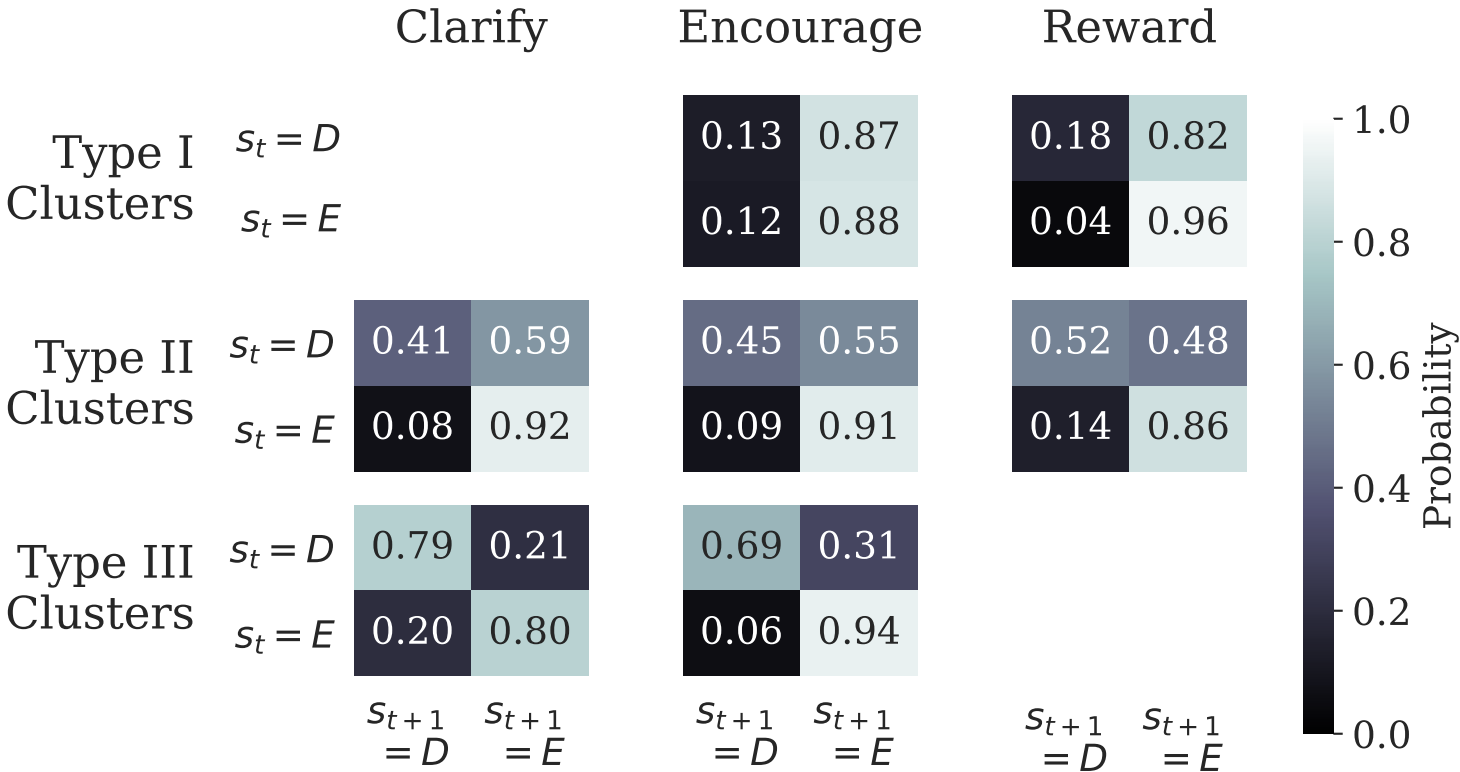 Clarify Encourage Reward
Type I
Clusters
s_t = D
s_t = E
0.13 0.87
0.12 0.88
0.18 0.82
0.04 0.96
Type II
Clusters
s_t = D
s_t = E
0.41 0.59
0.08 0.92
0.45 0.55
0.09 0.91
0.52 0.48
0.14 0.86
Type III
Clusters
s_t = D
s_t = E
0.79 0.21
0.20 0.80
0.69 0.31
0.06 0.94
s_{t+1} s_{t+1} s_{t+1} s_{t+1} s_{t+1} s_{t+1}
= D = E = D = E = D = E
1.0
0.8
0.6
0.4
0.2
0.0
Probability